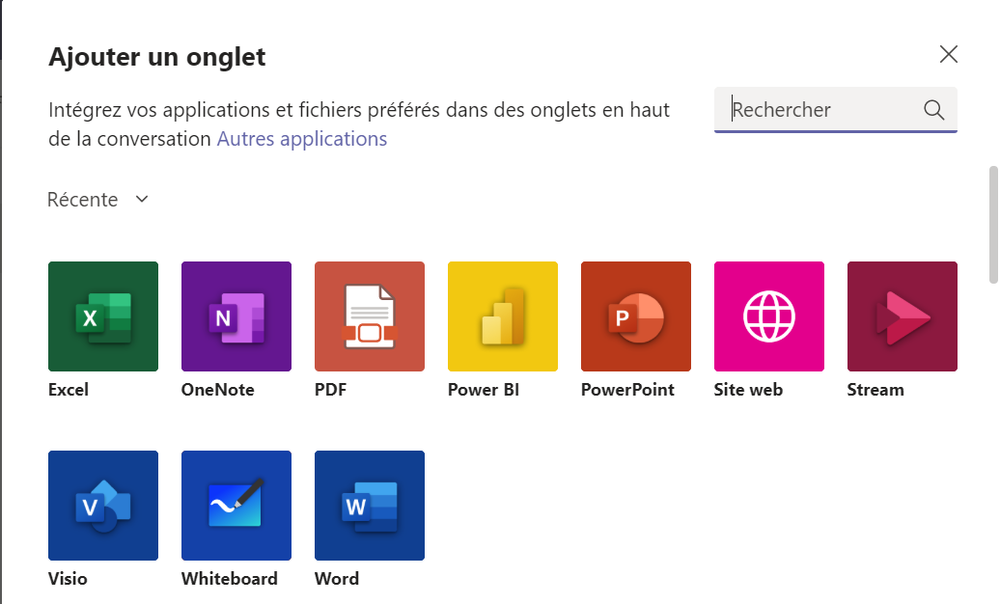 Ajouter un onglet
Intégrez vos applications et fichiers préférés dans des onglets en haut
de la conversation Autres applications
Rechercher
Récente
X
N
P
Excel
OneNote
PDF
Power BI
PowerPoint
Site web
Stream
V
W
Visio
Whiteboard
Word